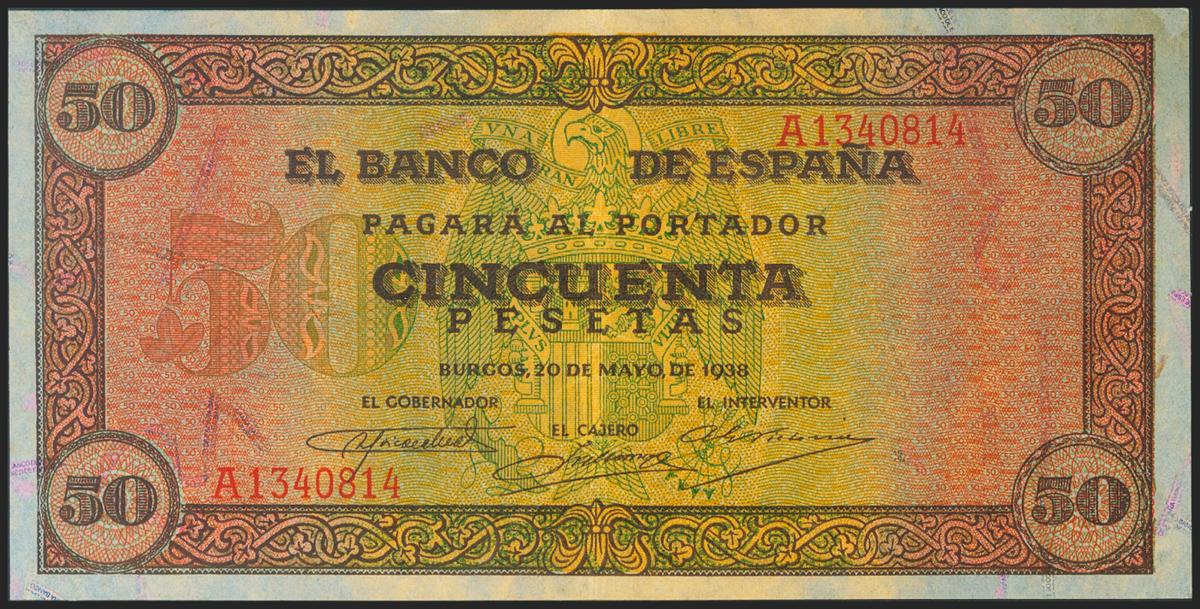 50
50
VNA LIBRE
A1340814
EL BANCO DE ESPAÑA
PAGARÁ AL PORTADOR
50
CINCUENTA
PESETAS
PLVS
BURGOS, 20 DE MAYO, DE 1938
EL GOBERNADOR
EL INTERVENTOR
EL CAJERO
A1340814
50
50